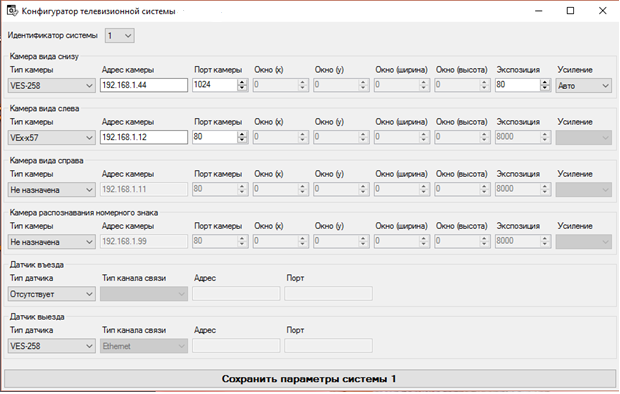 Конфигуратор телевизионной системы
Идентификатор системы 1
Камера вида снизу
Тип камеры Адрес камеры Порт камеры Окно (x) Окно (y) Окно (ширина) Окно (высота) Экспозиция Усиление
VES-258 192.168.1.44 1024 0 0 0 0 80 Авто
Камера вида слева
Тип камеры Адрес камеры Порт камеры Окно (x) Окно (y) Окно (ширина) Окно (высота) Экспозиция Усиление
VEx-x57 192.168.1.12 80 0 0 0 0 8000
Камера вида справа
Тип камеры Адрес камеры Порт камеры Окно (x) Окно (y) Окно (ширина) Окно (высота) Экспозиция Усиление
Не назначена 192.168.1.11 80 0 0 0 0 8000
Камера распознавания номерного знака
Тип камеры Адрес камеры Порт камеры Окно (x) Окно (y) Окно (ширина) Окно (высота) Экспозиция Усиление
Не назначена 192.168.1.99 80 0 0 0 0 8000
Датчик въезда
Тип датчика Тип канала связи Адрес Порт
Отсутствует
Датчик выезда
Тип датчика Тип канала связи Адрес Порт
VES-258 Ethernet
Сохранить параметры системы 1